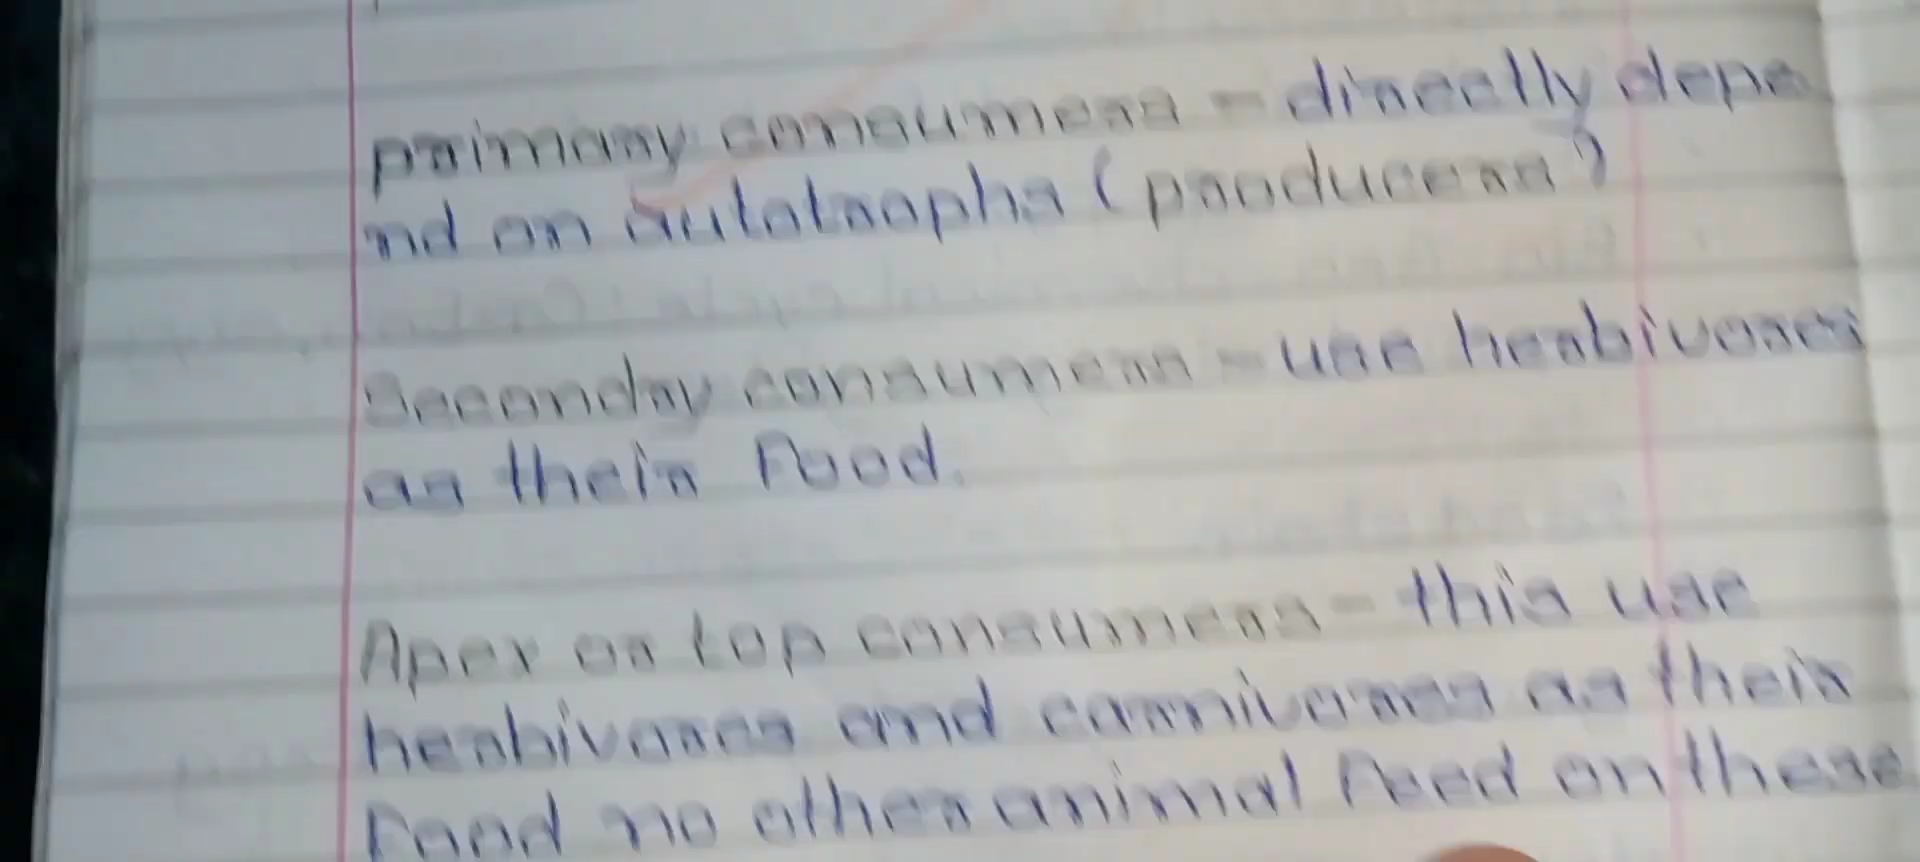 primary consumers - directly depe
nd on autotrophs (producers)
Secondry consumers - use herbivores
as their Food.
Apex or top consumers - this use
herbivores and carnivores as their
Food no other animal Feed on these